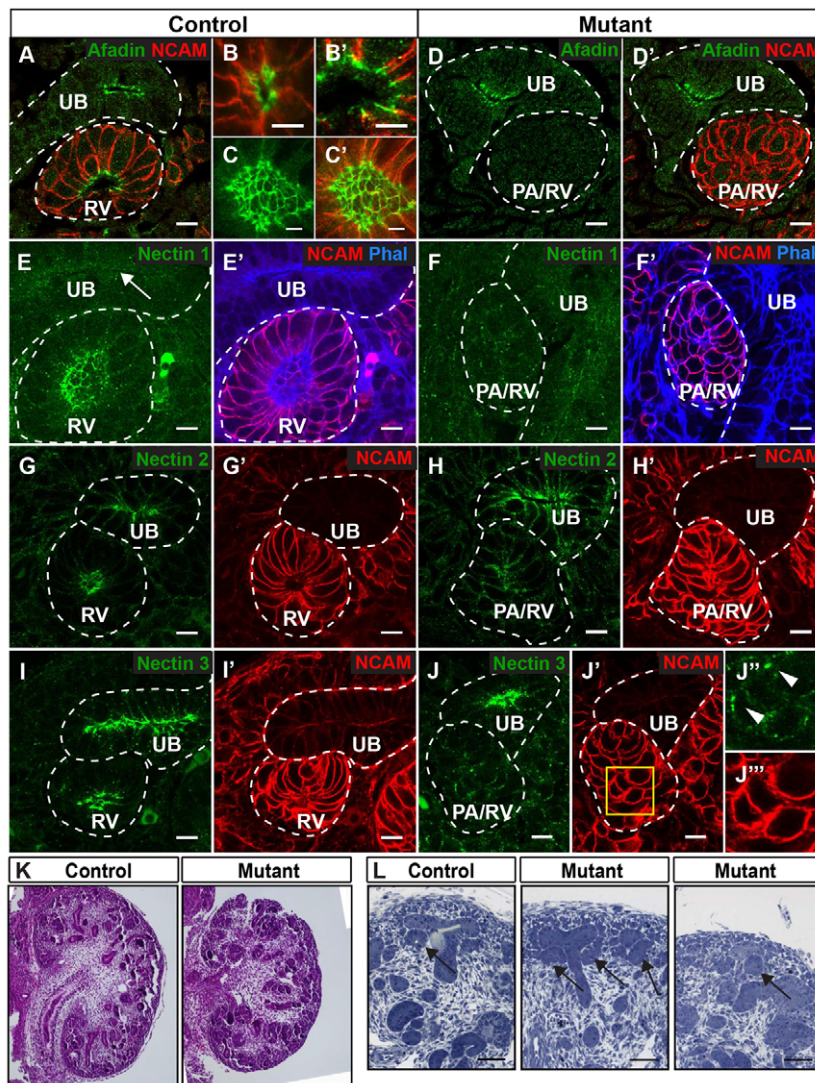 Control Mutant
A Afadin NCAM UB RV
B
B'
C
C'
D Afadin UB PA/RV
D' Afadin NCAM UB PA/RV
E Nectin 1 UB RV
E' NCAM Phal UB RV
F Nectin 1 UB PA/RV
F' NCAM Phal UB PA/RV
G Nectin 2 UB RV
G' NCAM UB RV
H Nectin 2 UB PA/RV
H' NCAM UB PA/RV
I Nectin 3 UB RV
I' NCAM UB RV
J Nectin 3 UB PA/RV
J' NCAM UB PA/RV
J''
J'''
K Control Mutant
L Control Mutant Mutant